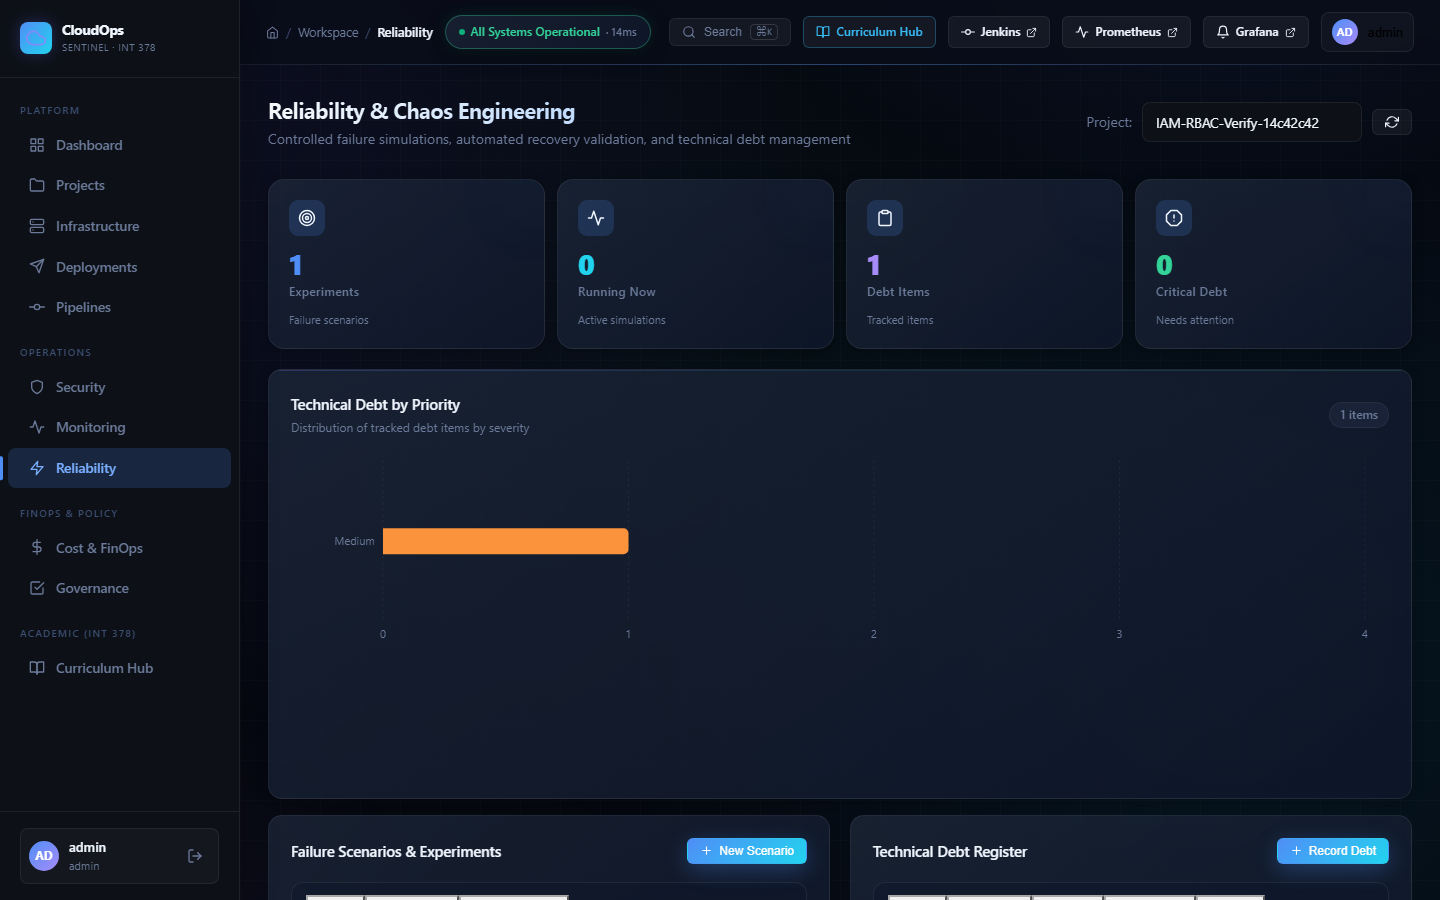 CloudOps
SENTINEL · INT 378
PLATFORM
Dashboard
Projects
Infrastructure
Deployments
Pipelines
OPERATIONS
Security
Monitoring
Reliability
FINOPS & POLICY
Cost & FinOps
Governance
ACADEMIC (INT 378)
Curriculum Hub
AD admin
admin
/ Workspace / Reliability
All Systems Operational · 14ms
Search ⌘K
Curriculum Hub
Jenkins
Prometheus
Grafana
AD admin
Reliability & Chaos Engineering
Controlled failure simulations, automated recovery validation, and technical debt management
Project: IAM-RBAC-Verify-14c42c42
1
Experiments
Failure scenarios
0
Running Now
Active simulations
1
Debt Items
Tracked items
0
Critical Debt
Needs attention
Technical Debt by Priority
Distribution of tracked debt items by severity
1 items
Medium
0 1 2 3 4
Failure Scenarios & Experiments
+ New Scenario
Technical Debt Register
+ Record Debt